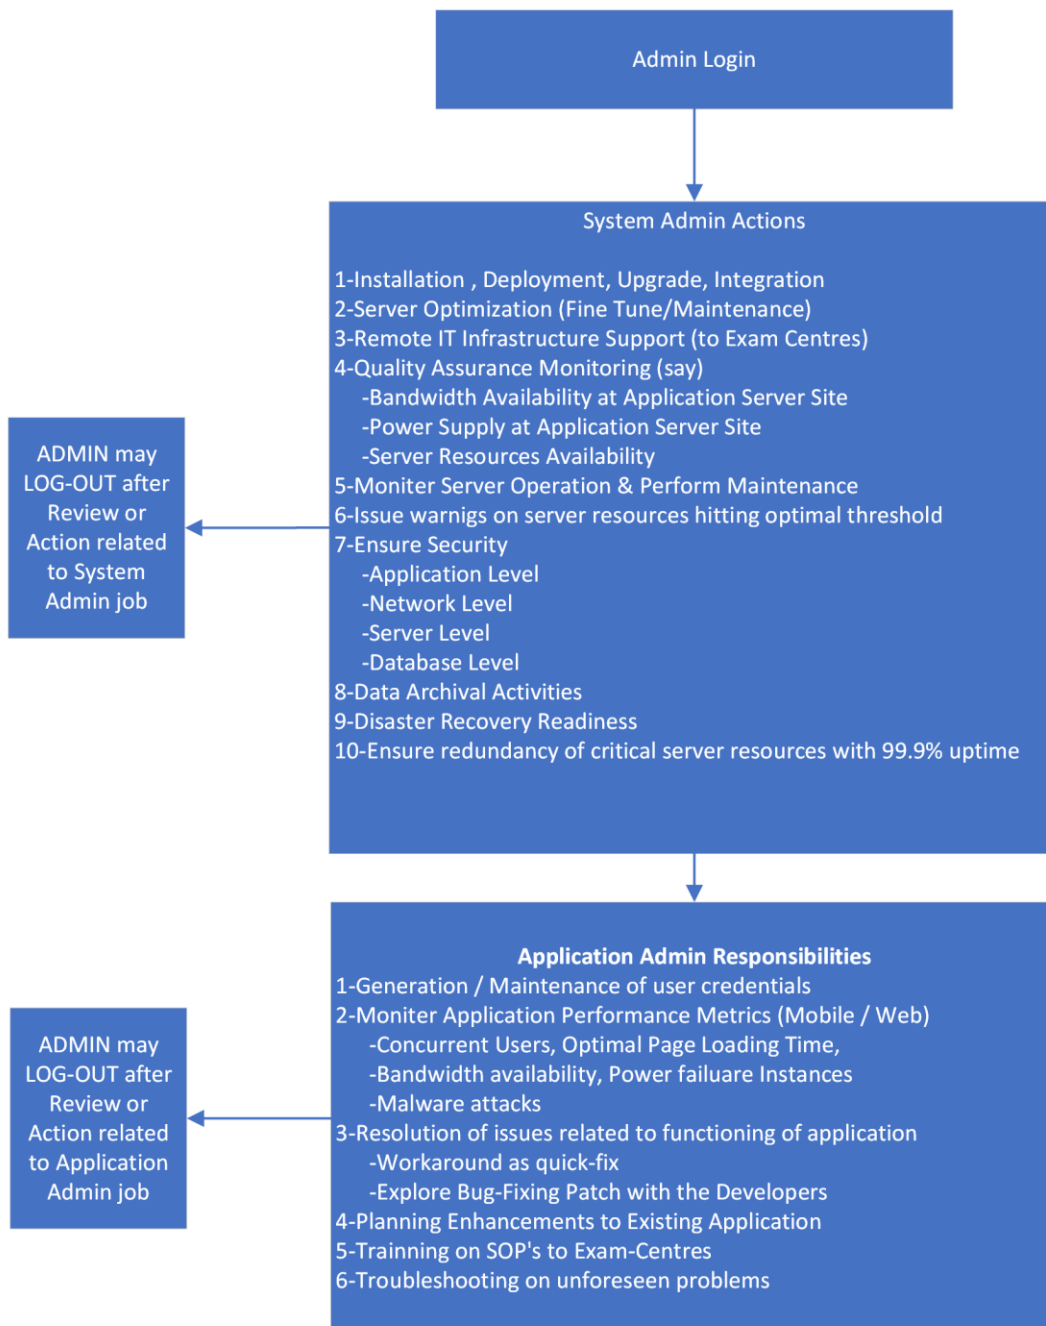 Admin Login
System Admin Actions
1-Installation , Deployment, Upgrade, Integration
2-Server Optimization (Fine Tune/Maintenance)
3-Remote IT Infrastructure Support (to Exam Centres)
4-Quality Assurance Monitoring (say)
-Bandwidth Availability at Application Server Site
-Power Supply at Application Server Site
-Server Resources Availability
5-Moniter Server Operation & Perform Maintenance
6-Issue warnigs on server resources hitting optimal threshold
7-Ensure Security
-Application Level
-Network Level
-Server Level
-Database Level
8-Data Archival Activities
9-Disaster Recovery Readiness
10-Ensure redundancy of critical server resources with 99.9% uptime
ADMIN may
LOG-OUT after
Review or
Action related
to System
Admin job
Application Admin Responsibilities
1-Generation / Maintenance of user credentials
2-Moniter Application Performance Metrics (Mobile / Web)
-Concurrent Users, Optimal Page Loading Time,
-Bandwidth availability, Power failuare Instances
-Malware attacks
3-Resolution of issues related to functioning of application
-Workaround as quick-fix
-Explore Bug-Fixing Patch with the Developers
4-Planning Enhancements to Existing Application
5-Trainning on SOP's to Exam-Centres
6-Troubleshooting on unforeseen problems
ADMIN may
LOG-OUT after
Review or
Action related
to Application
Admin job